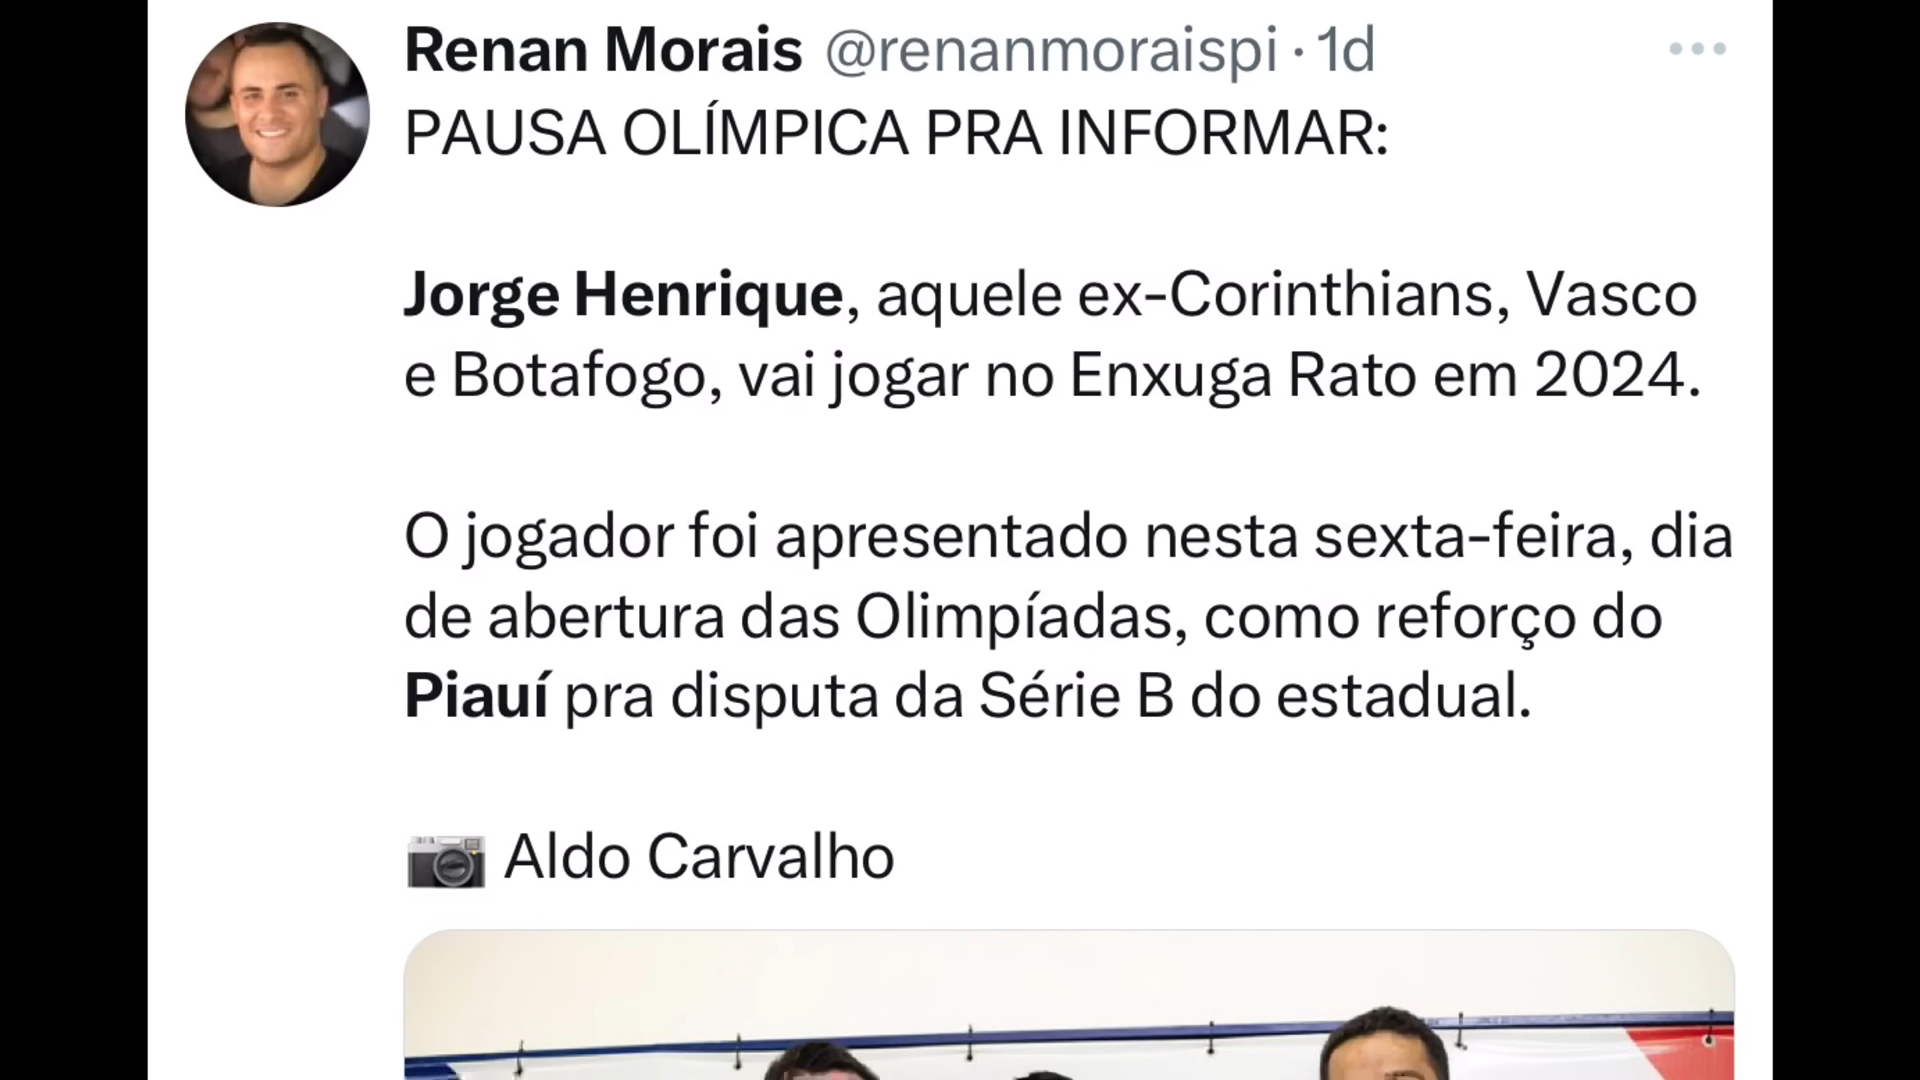 Renan Morais @renanmoraispi · 1d
PAUSA OLÍMPICA PRA INFORMAR:
Jorge Henrique, aquele ex-Corinthians, Vasco
e Botafogo, vai jogar no Enxuga Rato em 2024.
O jogador foi apresentado nesta sexta-feira, dia
de abertura das Olimpíadas, como reforço do
Piauí pra disputa da Série B do estadual.
📷 Aldo Carvalho